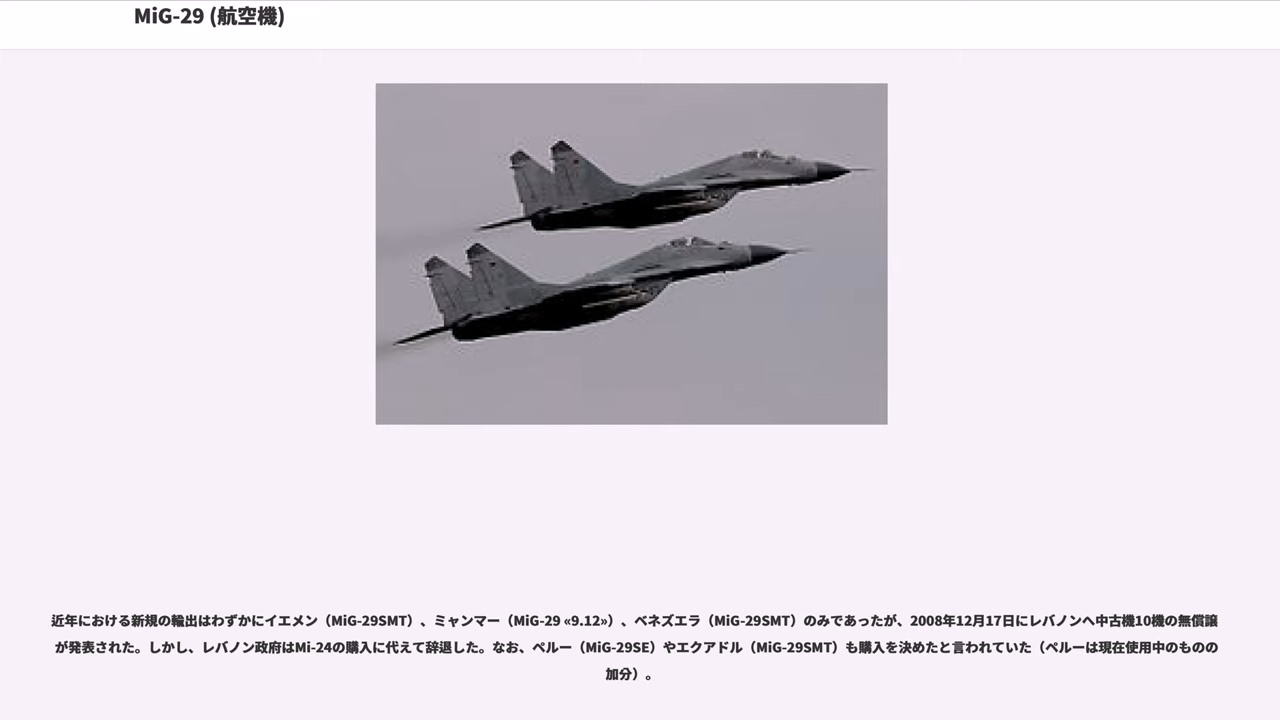 MiG-29 (航空機)
近年における新規の輸出はわずかにイエメン（MiG-29SMT）、ミャンマー（MiG-29 «9.12»）、ベネズエラ（MiG-29SMT）のみであったが、2008年12月17日にレバノンへ中古機10機の無償譲
が発表された。しかし、レバノン政府はMi-24の購入に代えて辞退した。なお、ペルー（MiG-29SE）やエクアドル（MiG-29SMT）も購入を決めたと言われていた（ペルーは現在使用中のものの
加分）。